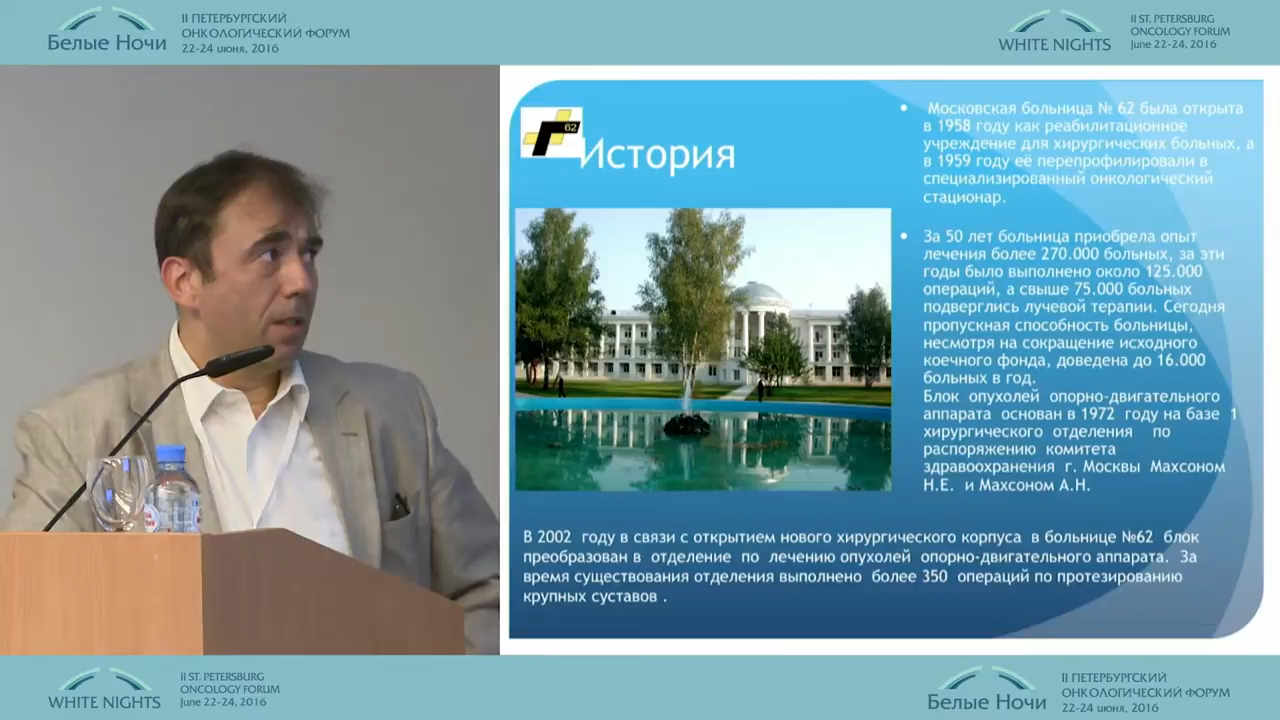 Белые Ночи
II ПЕТЕРБУРГСКИЙ
ОНКОЛОГИЧЕСКИЙ ФОРУМ
22-24 июня, 2016
WHITE NIGHTS
II ST. PETERSBURG
ONCOLOGY FORUM
June 22-24, 2016
62
История
• Московская больница № 62 была открыта
в 1958 году как реабилитационное
учреждение для хирургических больных, а
в 1959 году её перепрофилировали в
специализированный онкологический
стационар.
• За 50 лет больница приобрела опыт
лечения более 270.000 больных, за эти
годы было выполнено около 125.000
операций, а свыше 75.000 больных
подверглись лучевой терапии. Сегодня
пропускная способность больницы,
несмотря на сокращение исходного
коечного фонда, доведена до 16.000
больных в год.
Блок опухолей опорно-двигательного
аппарата основан в 1972 году на базе 1
хирургического отделения по
распоряжению комитета
здравоохранения г. Москвы Махсоном
Н.Е. и Махсоном А.Н.
В 2002 году в связи с открытием нового хирургического корпуса в больнице №62 блок
преобразован в отделение по лечению опухолей опорно-двигательного аппарата. За
время существования отделения выполнено более 350 операций по протезированию
крупных суставов .
WHITE NIGHTS
II ST. PETERSBURG
ONCOLOGY FORUM
June 22-24, 2016
Белые Ночи
II ПЕТЕРБУРГСКИЙ
ОНКОЛОГИЧЕСКИЙ ФОРУМ
22-24 июня, 2016